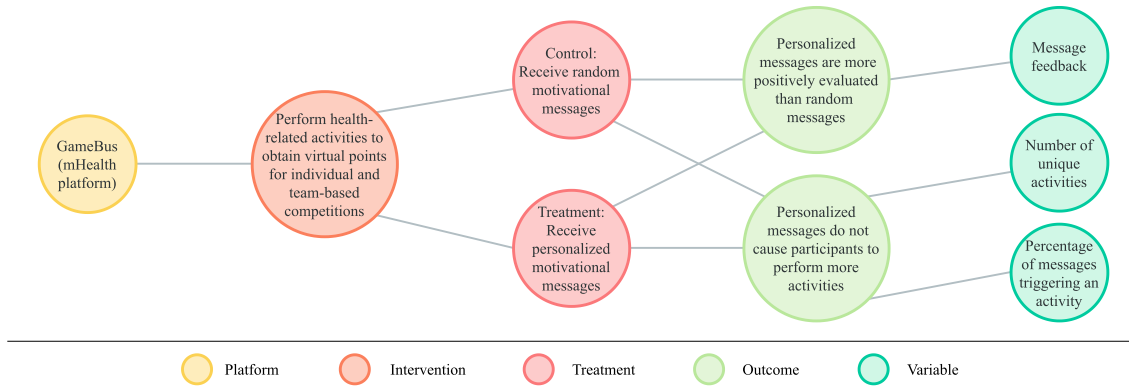 GameBus
(mHealth
platform)
Perform health-
related activities to
obtain virtual points
for individual and
team-based
competitions
Control:
Receive random
motivational
messages
Treatment:
Receive
personalized
motivational
messages
Personalized
messages are more
positively evaluated
than random
messages
Personalized
messages do not
cause participants to
perform more
activities
Message
feedback
Number of
unique
activities
Percentage
of messages
triggering an
activity
Platform
Intervention
Treatment
Outcome
Variable